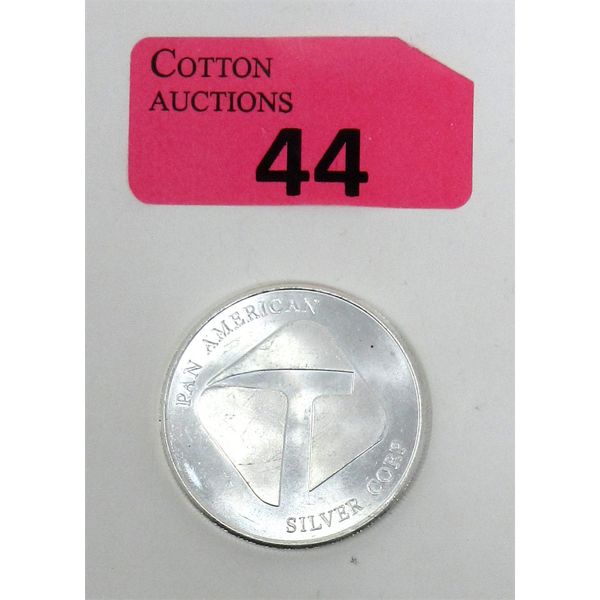 COTTON
AUCTIONS
44
PAN AMERICAN
SILVER CORP